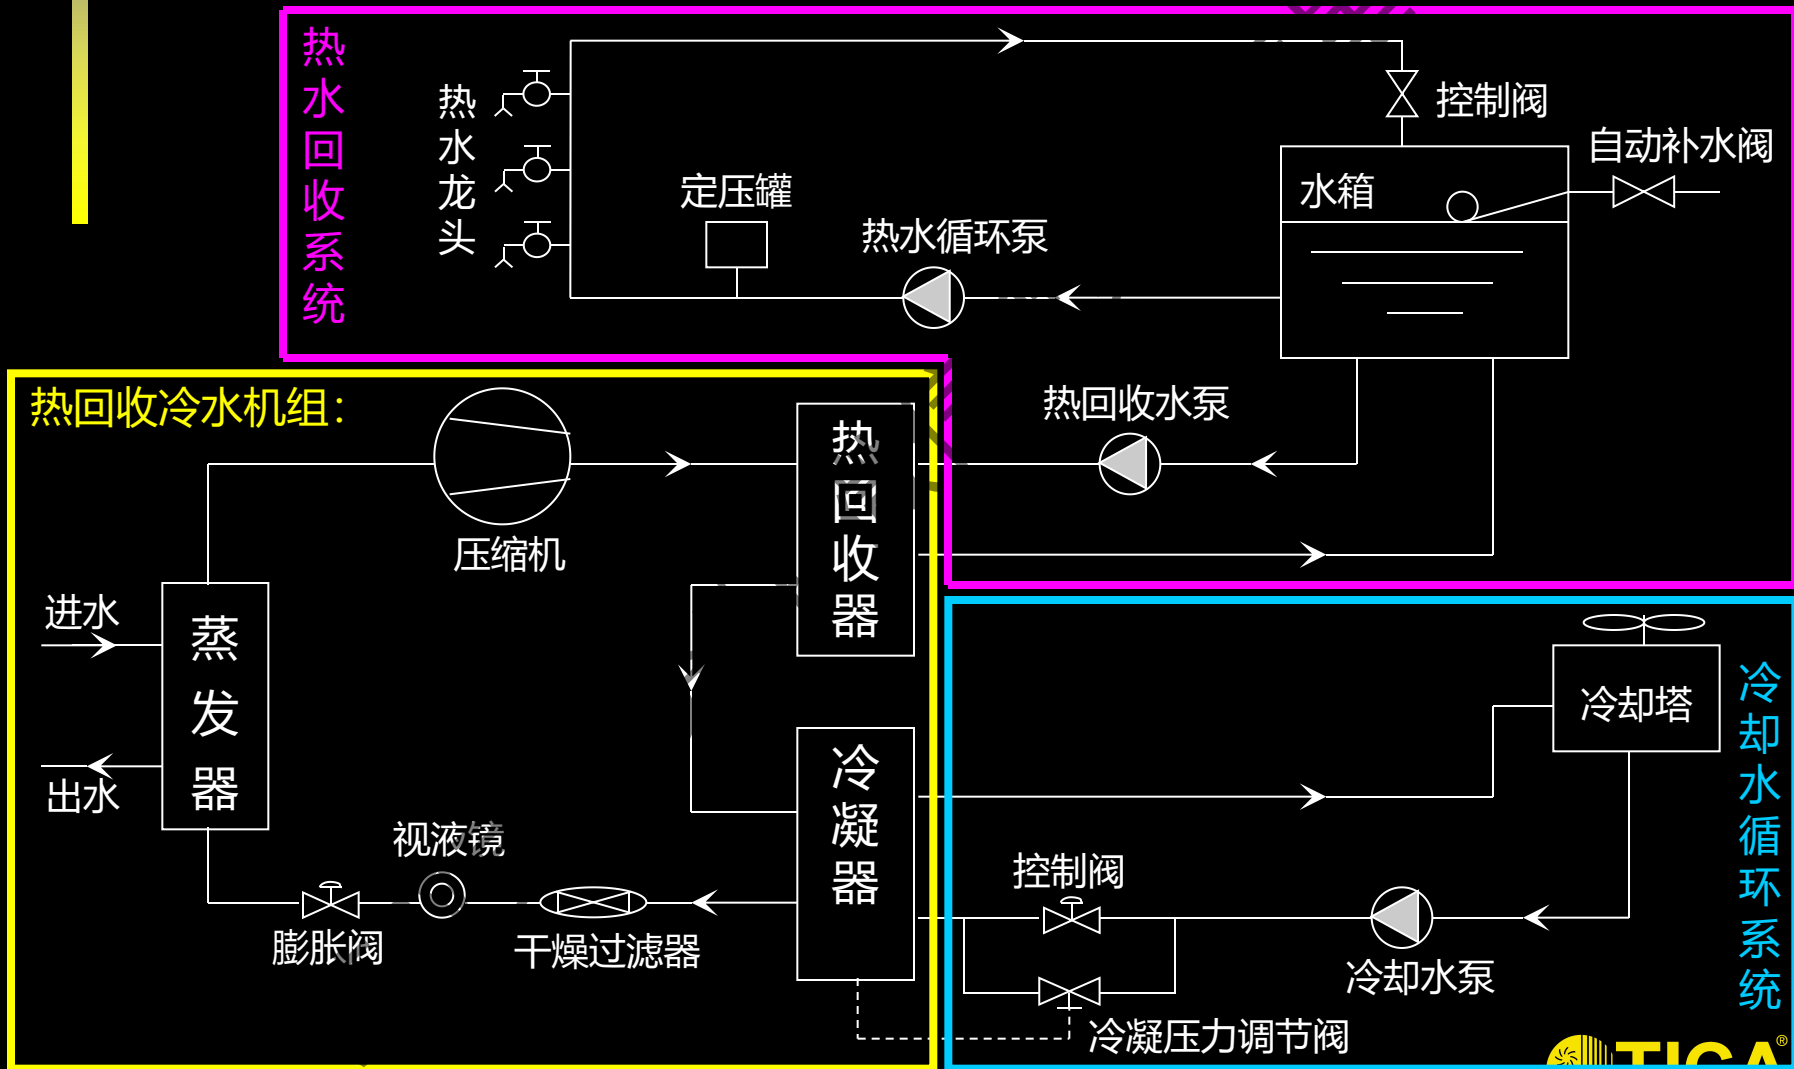 热水回收系统
热水龙头
定压罐
热水循环泵
控制阀
自动补水阀
水箱
热回收水泵
热回收冷水机组：
压缩机
热回收器
进水
蒸发器
出水
冷凝器
视液镜
膨胀阀
干燥过滤器
冷却塔
冷却水循环系统
控制阀
冷却水泵
冷凝压力调节阀
TICA®